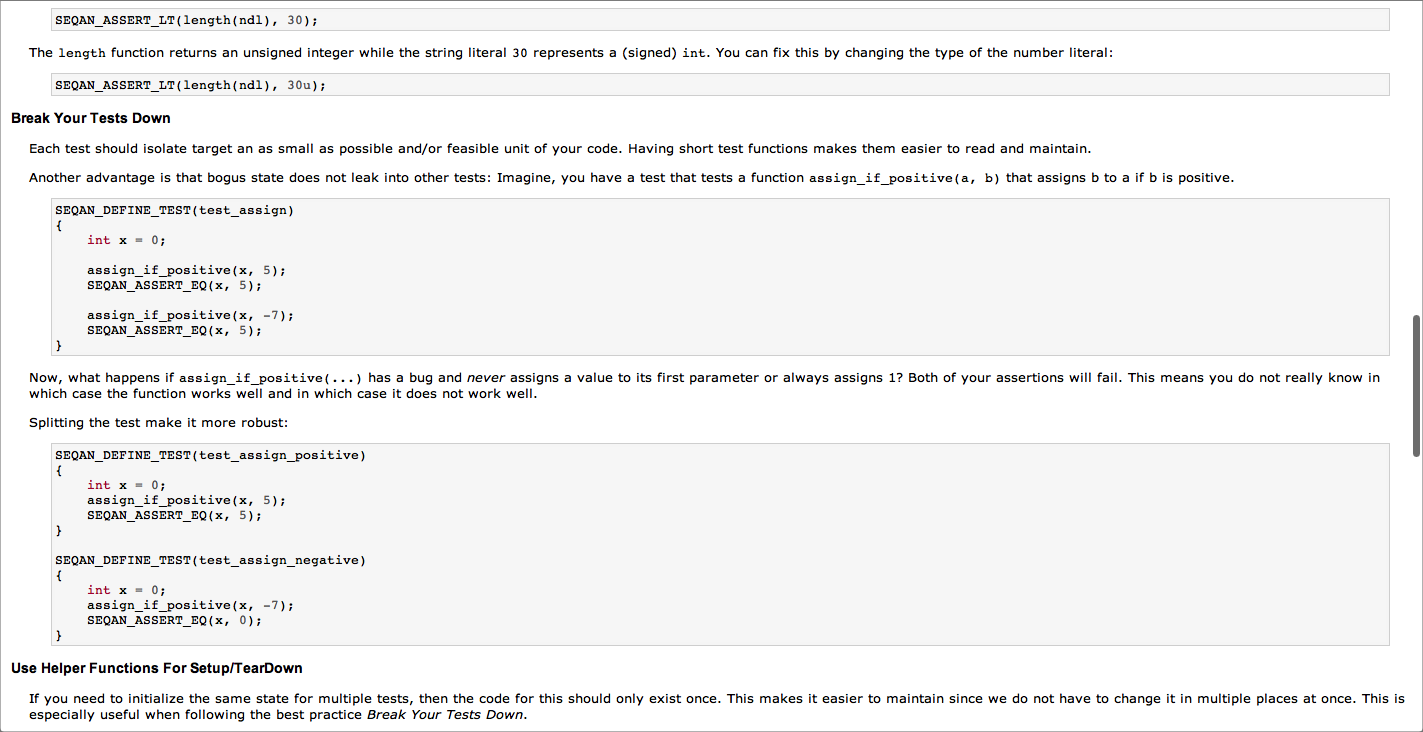 SEQAN_ASSERT_LT(length(ndl), 30);
The length function returns an unsigned integer while the string literal 30 represents a (signed) int. You can fix this by changing the type of the number literal:
SEQAN_ASSERT_LT(length(ndl), 30u);
Break Your Tests Down
Each test should isolate target an as small as possible and/or feasible unit of your code. Having short test functions makes them easier to read and maintain.
Another advantage is that bogus state does not leak into other tests: Imagine, you have a test that tests a function assign_if_positive(a, b) that assigns b to a if b is positive.
SEQAN_DEFINE_TEST(test_assign)
{
    int x = 0;
    assign_if_positive(x, 5);
    SEQAN_ASSERT_EQ(x, 5);
    assign_if_positive(x, -7);
    SEQAN_ASSERT_EQ(x, 5);
}
Now, what happens if assign_if_positive(...) has a bug and never assigns a value to its first parameter or always assigns 1? Both of your assertions will fail. This means you do not really know in
which case the function works well and in which case it does not work well.
Splitting the test make it more robust:
SEQAN_DEFINE_TEST(test_assign_positive)
{
    int x = 0;
    assign_if_positive(x, 5);
    SEQAN_ASSERT_EQ(x, 5);
}
SEQAN_DEFINE_TEST(test_assign_negative)
{
    int x = 0;
    assign_if_positive(x, -7);
    SEQAN_ASSERT_EQ(x, 0);
}
Use Helper Functions For Setup/TearDown
If you need to initialize the same state for multiple tests, then the code for this should only exist once. This makes it easier to maintain since we do not have to change it in multiple places at once. This is
especially useful when following the best practice Break Your Tests Down.